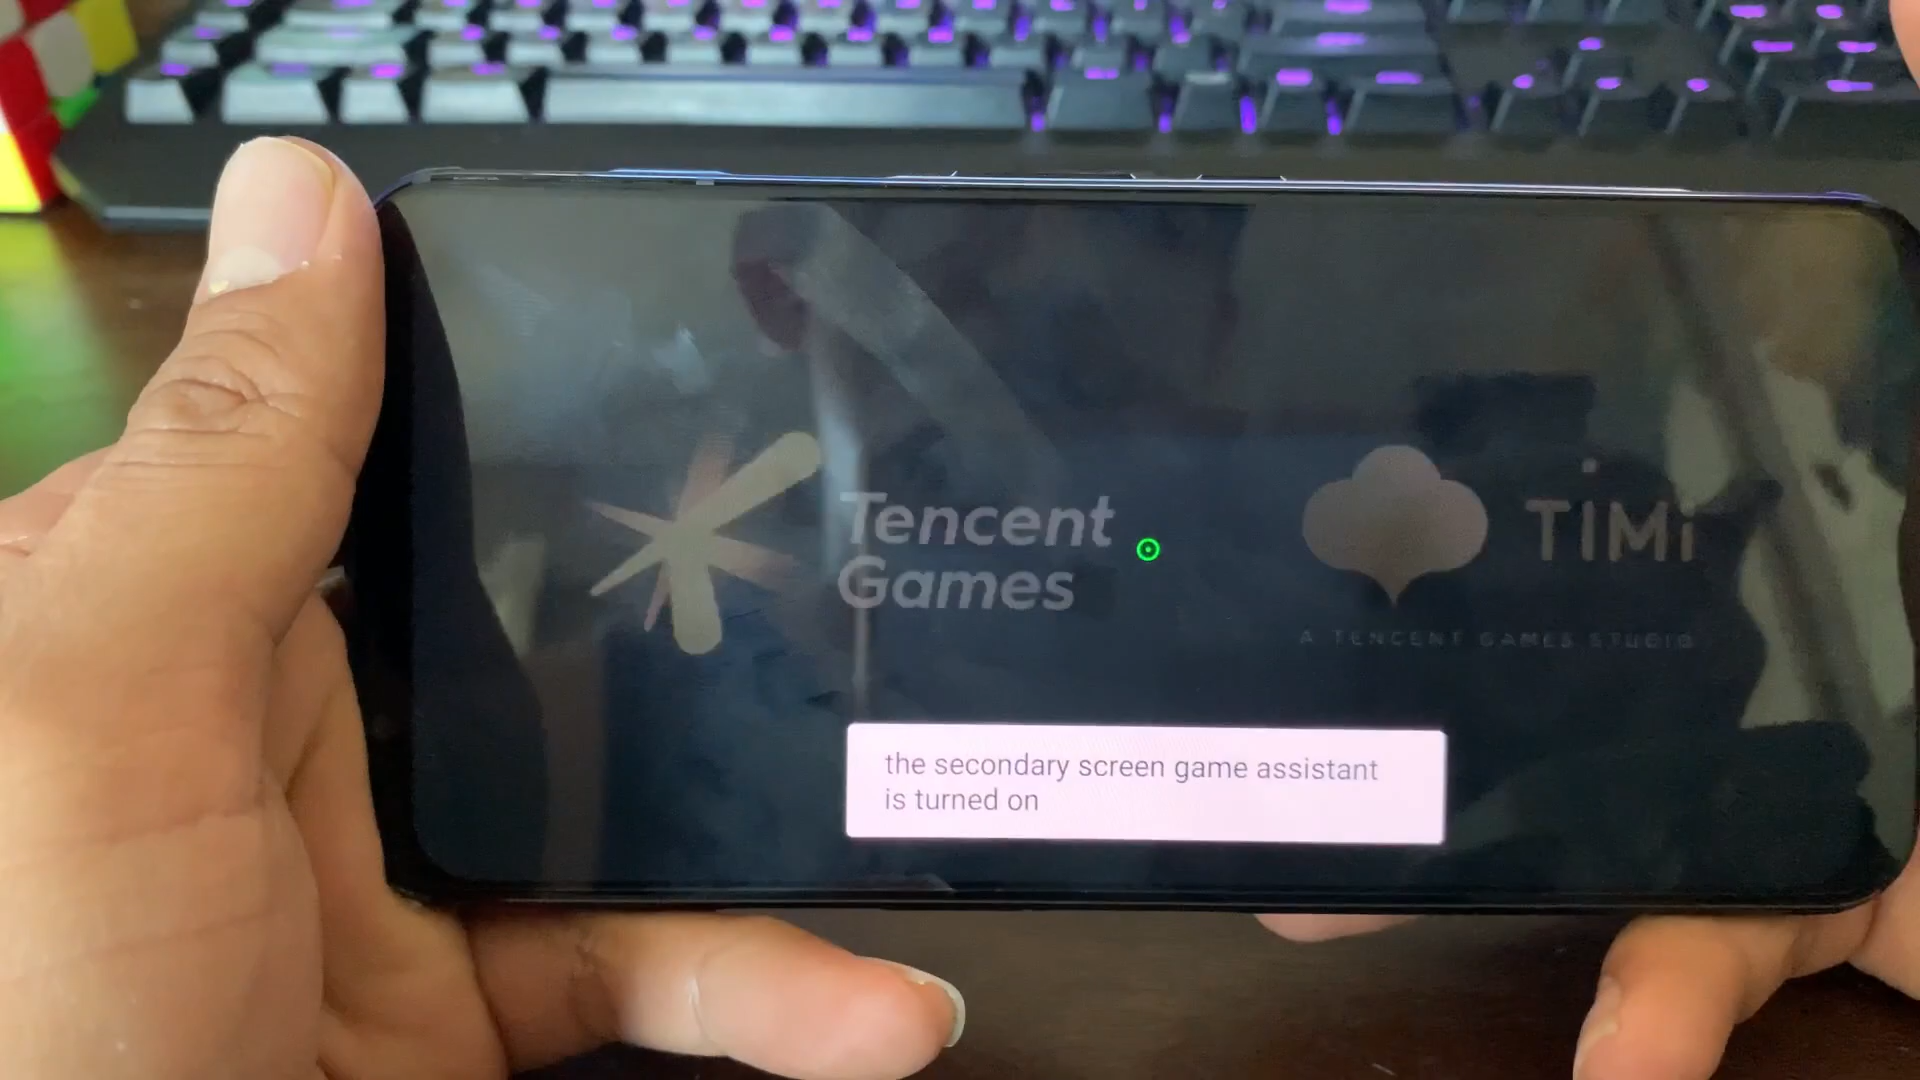 Tencent
Games
TiMi
A TENCENT GAMES STUDIO
the secondary screen game assistant
is turned on